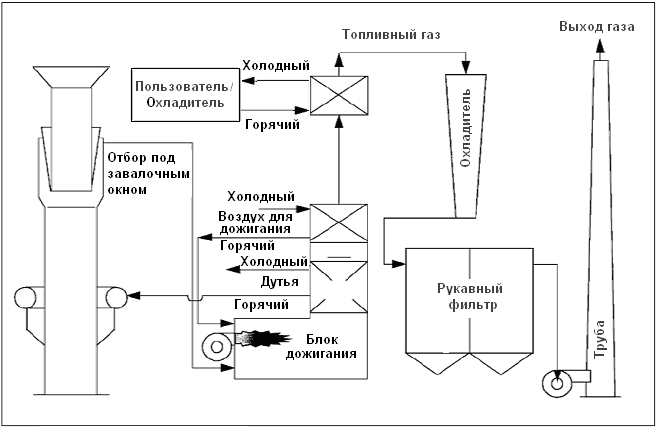 Выход газа
Топливный газ
Холодный
Пользователь/
Охладитель
Горячий
Охладитель
Отбор под
завалочным
окном
Холодный
Воздух для
дожигания
Горячий
Холодный
Дутья
Горячий
Рукавный
фильтр
Блок
дожигания
Труба